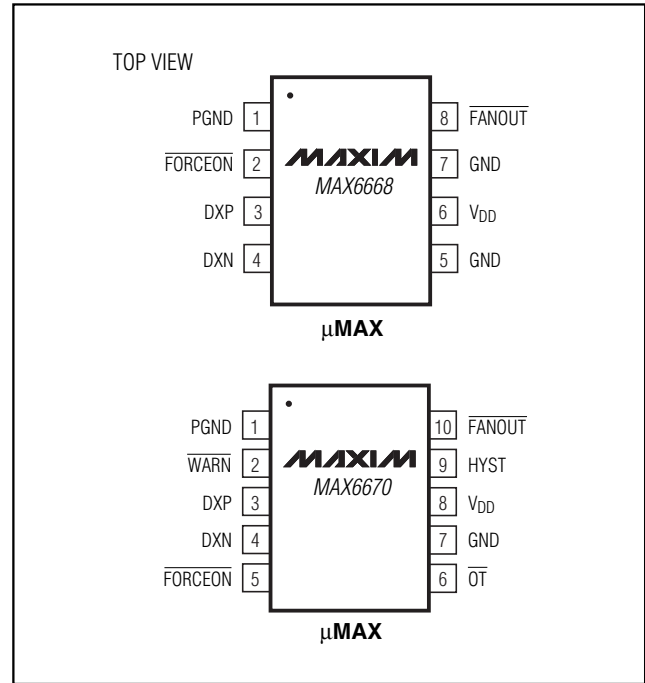 TOP VIEW
PGND 1 8 FANOUT
FORCEON 2 MAXIM 7 GND
MAX6668
DXP 3 6 VDD
DXN 4 5 GND
μMAX
PGND 1 10 FANOUT
WARN 2 MAXIM 9 HYST
MAX6670
DXP 3 8 VDD
DXN 4 7 GND
FORCEON 5 6 OT
μMAX